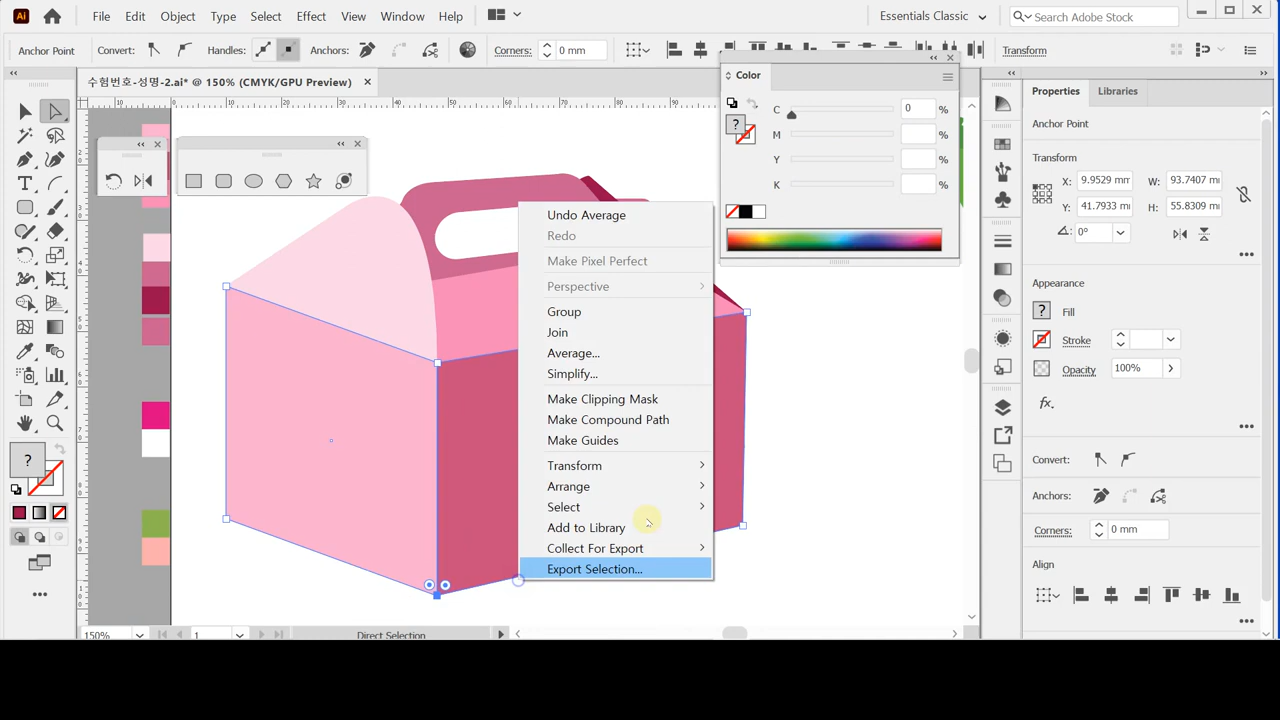 Ai File Edit Object Type Select Effect View Window Help Essentials Classic Search Adobe Stock
Anchor Point Convert: Handles: Anchors: Corners: 0 mm Transform
수험번호-성명-2.ai* @ 150% (CMYK/GPU Preview)
Color
C 0 %
M %
Y %
K %
Properties Libraries
Anchor Point
Transform
X: 9.9529 mm W: 93.7407 mm
Y: 41.7933 mm H: 55.8309 mm
0°
Appearance
? Fill
Stroke
Opacity 100%
fx.
Convert:
Anchors:
Corners: 0 mm
Align
Undo Average
Redo
Make Pixel Perfect
Perspective
Group
Join
Average...
Simplify...
Make Clipping Mask
Make Compound Path
Make Guides
Transform
Arrange
Select
Add to Library
Collect For Export
Export Selection...
150% 1 Direct Selection